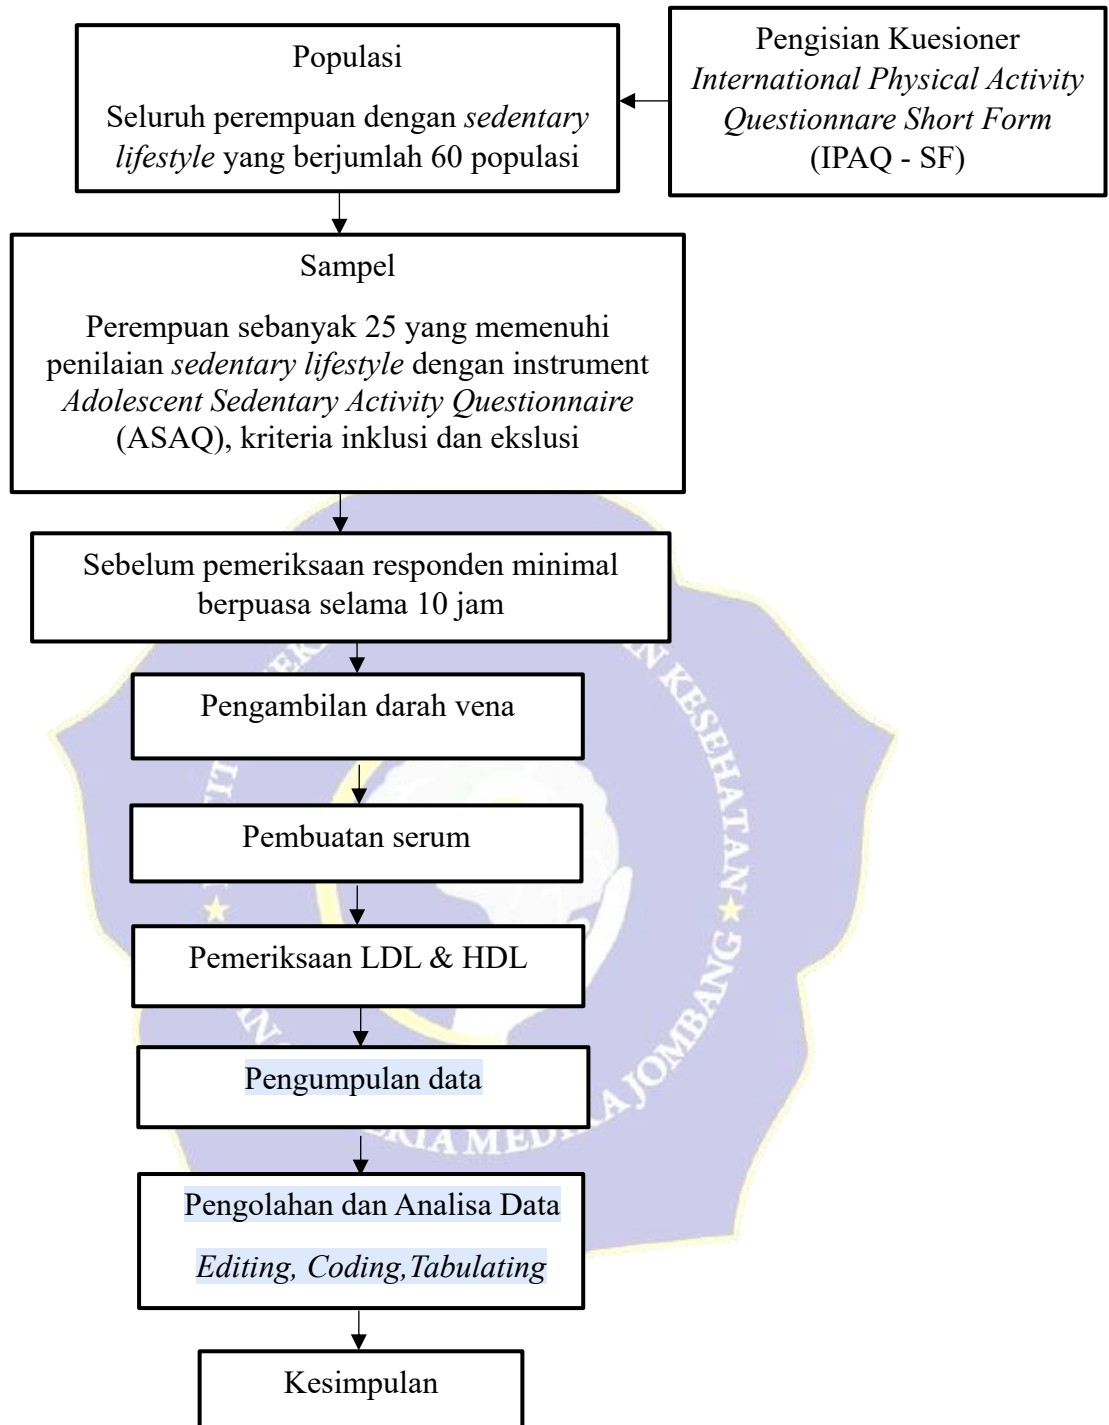 Populasi
Seluruh perempuan dengan sedentary
lifestyle yang berjumlah 60 populasi
Pengisian Kuesioner
International Physical Activity
Questionnare Short Form
(IPAQ - SF)
Sampel
Perempuan sebanyak 25 yang memenuhi
penilaian sedentary lifestyle dengan instrument
Adolescent Sedentary Activity Questionnaire
(ASAQ), kriteria inklusi dan ekslusi
Sebelum pemeriksaan responden minimal
berpuasa selama 10 jam
Pengambilan darah vena
Pembuatan serum
Pemeriksaan LDL & HDL
Pengumpulan data
Pengolahan dan Analisa Data
Editing, Coding,Tabulating
Kesimpulan
KESEHATAN
JOMBANG